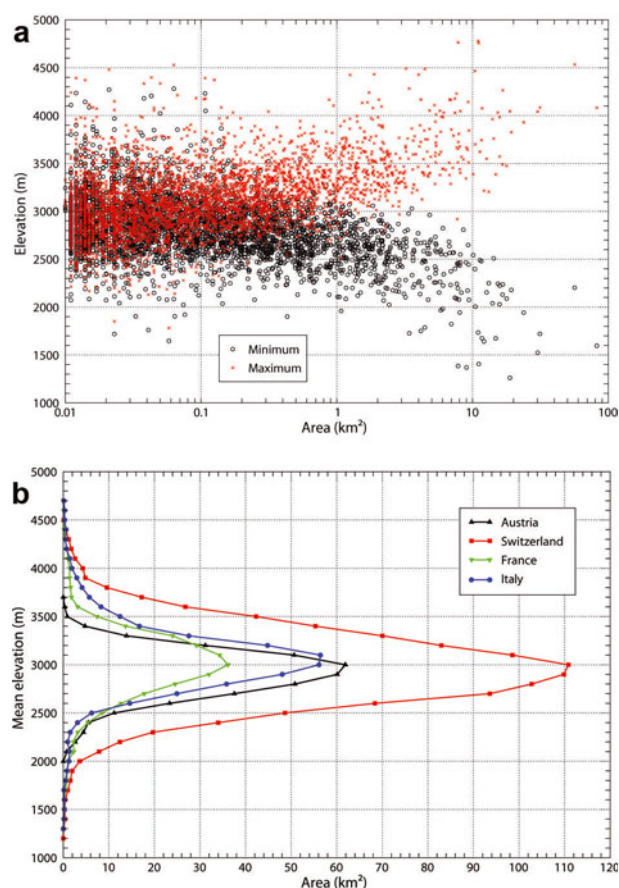 a
5000
4500
4000
3500
3000
2500
2000
1500
1000
Elevation (m)
Minimum
Maximum
0.01 0.1 1 10 100
Area (km²)
b
5000
4500
4000
3500
3000
2500
2000
1500
1000
Mean elevation (m)
Austria
Switzerland
France
Italy
0 10 20 30 40 50 60 70 80 90 100 110 120
Area (km²)